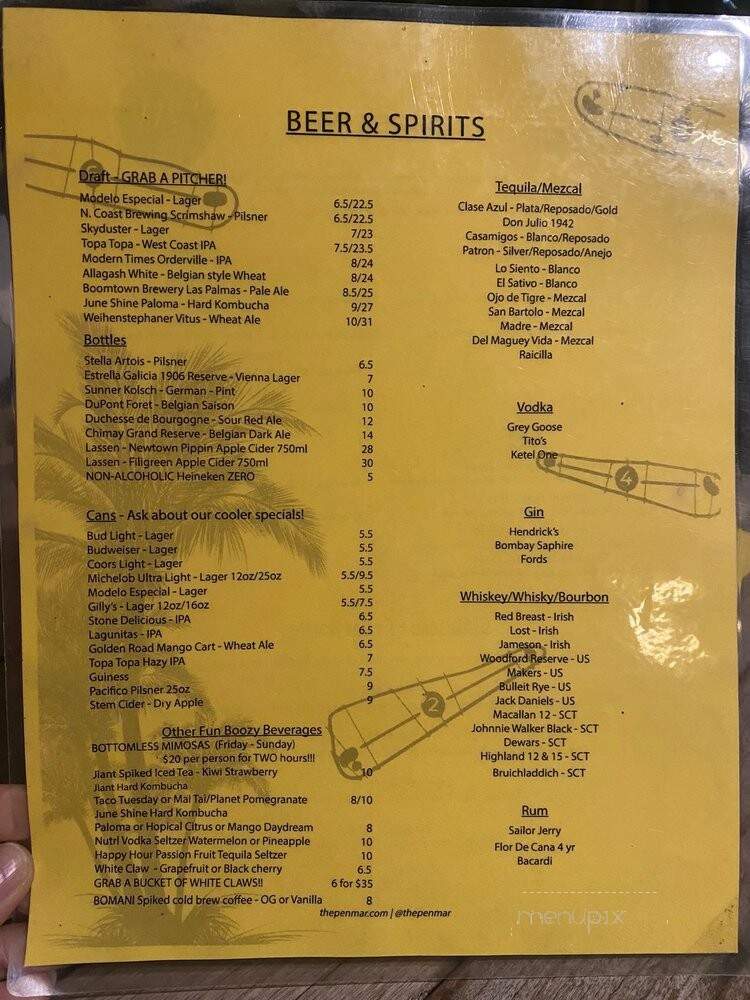 BEER & SPIRITS
Draft - GRAB A PITCHER!
Modelo Especial - Lager 6.5/22.5
N. Coast Brewing Scrimshaw - Pilsner 6.5/22.5
Skyduster - Lager 7/23
Topa Topa - West Coast IPA 7.5/23.5
Modern Times Orderville - IPA 8/24
Allagash White - Belgian style Wheat 8/24
Boomtown Brewery Las Palmas - Pale Ale 8.5/25
June Shine Paloma - Hard Kombucha 9/27
Weihenstephaner Vitus - Wheat Ale 10/31
Bottles
Stella Artois - Pilsner 6.5
Estrella Galicia 1906 Reserve - Vienna Lager 7
Sunner Kolsch - German - Pint 10
DuPont Foret - Belgian Saison 10
Duchesse de Bourgogne - Sour Red Ale 12
Chimay Grand Reserve - Belgian Dark Ale 14
Lassen - Newtown Pippin Apple Cider 750ml 28
Lassen - Filigreen Apple Cider 750ml 30
NON-ALCOHOLIC Heineken ZERO 5
Cans - Ask about our cooler specials!
Bud Light - Lager 5.5
Budweiser - Lager 5.5
Coors Light - Lager 5.5
Michelob Ultra Light - Lager 12oz/25oz 5.5/9.5
Modelo Especial - Lager 5.5
Gilly's - Lager 12oz/16oz 5.5/7.5
Stone Delicious - IPA 6.5
Lagunitas - IPA 6.5
Golden Road Mango Cart - Wheat Ale 6.5
Topa Topa Hazy IPA 7
Guiness 7.5
Pacifico Pilsner 25oz 9
Stem Cider - Dry Apple 9
Other Fun Boozy Beverages
BOTTOMLESS MIMOSAS (Friday - Sunday)
$20 per person for TWO hours!!!
Jiant Spiked Iced Tea - Kiwi Strawberry 10
Jiant Hard Kombucha
Taco Tuesday or Mai Tai/Planet Pomegranate 8/10
June Shine Hard Kombucha
Paloma or Hopical Citrus or Mango Daydream 8
Nutrl Vodka Seltzer Watermelon or Pineapple 10
Happy Hour Passion Fruit Tequila Seltzer 10
White Claw - Grapefruit or Black cherry 6.5
GRAB A BUCKET OF WHITE CLAWS!! 6 for $35
BOMANI Spiked cold brew coffee - OG or Vanilla 8
Tequila/Mezcal
Clase Azul - Plata/Reposado/Gold
Don Julio 1942
Casamigos - Blanco/Reposado
Patron - Silver/Reposado/Anejo
Lo Siento - Blanco
El Sativo - Blanco
Ojo de Tigre - Mezcal
San Bartolo - Mezcal
Madre - Mezcal
Del Maguey Vida - Mezcal
Raicilla
Vodka
Grey Goose
Tito's
Ketel One
4
Gin
Hendrick's
Bombay Saphire
Fords
Whiskey/Whisky/Bourbon
Red Breast - Irish
Lost - Irish
Jameson - Irish
Woodford Reserve - US
Makers - US
Bulleit Rye - US
Jack Daniels - US
Macallan 12 - SCT
Johnnie Walker Black - SCT
Dewars - SCT
Highland 12 & 15 - SCT
Bruichladdich - SCT
2
Rum
Sailor Jerry
Flor De Cana 4 yr
Bacardi
thepenmar.com | @thepenmar
menupix